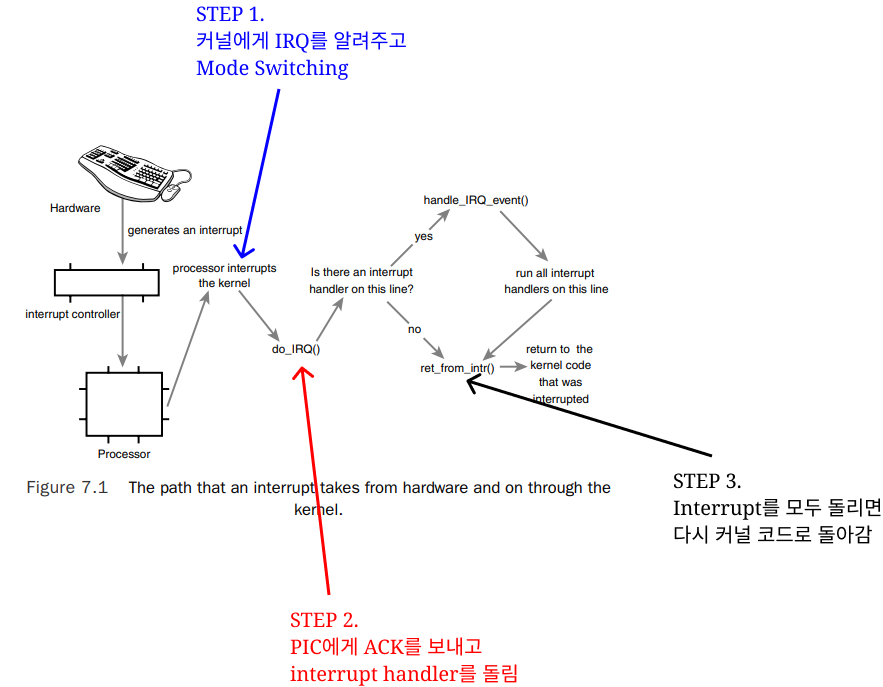 STEP 1.
커널에게 IRQ를 알려주고
Mode Switching
Hardware
generates an interrupt
interrupt controller
Processor
processor interrupts
the kernel
do_IRQ()
Is there an interrupt
handler on this line?
yes
no
handle_IRQ_event()
run all interrupt
handlers on this line
ret_from_intr()
return to the
kernel code
that was
interrupted
Figure 7.1 The path that an interrupt takes from hardware and on through the
kernel.
STEP 3.
Interrupt를 모두 돌리면
다시 커널 코드로 돌아감
STEP 2.
PIC에게 ACK를 보내고
interrupt handler를 돌림